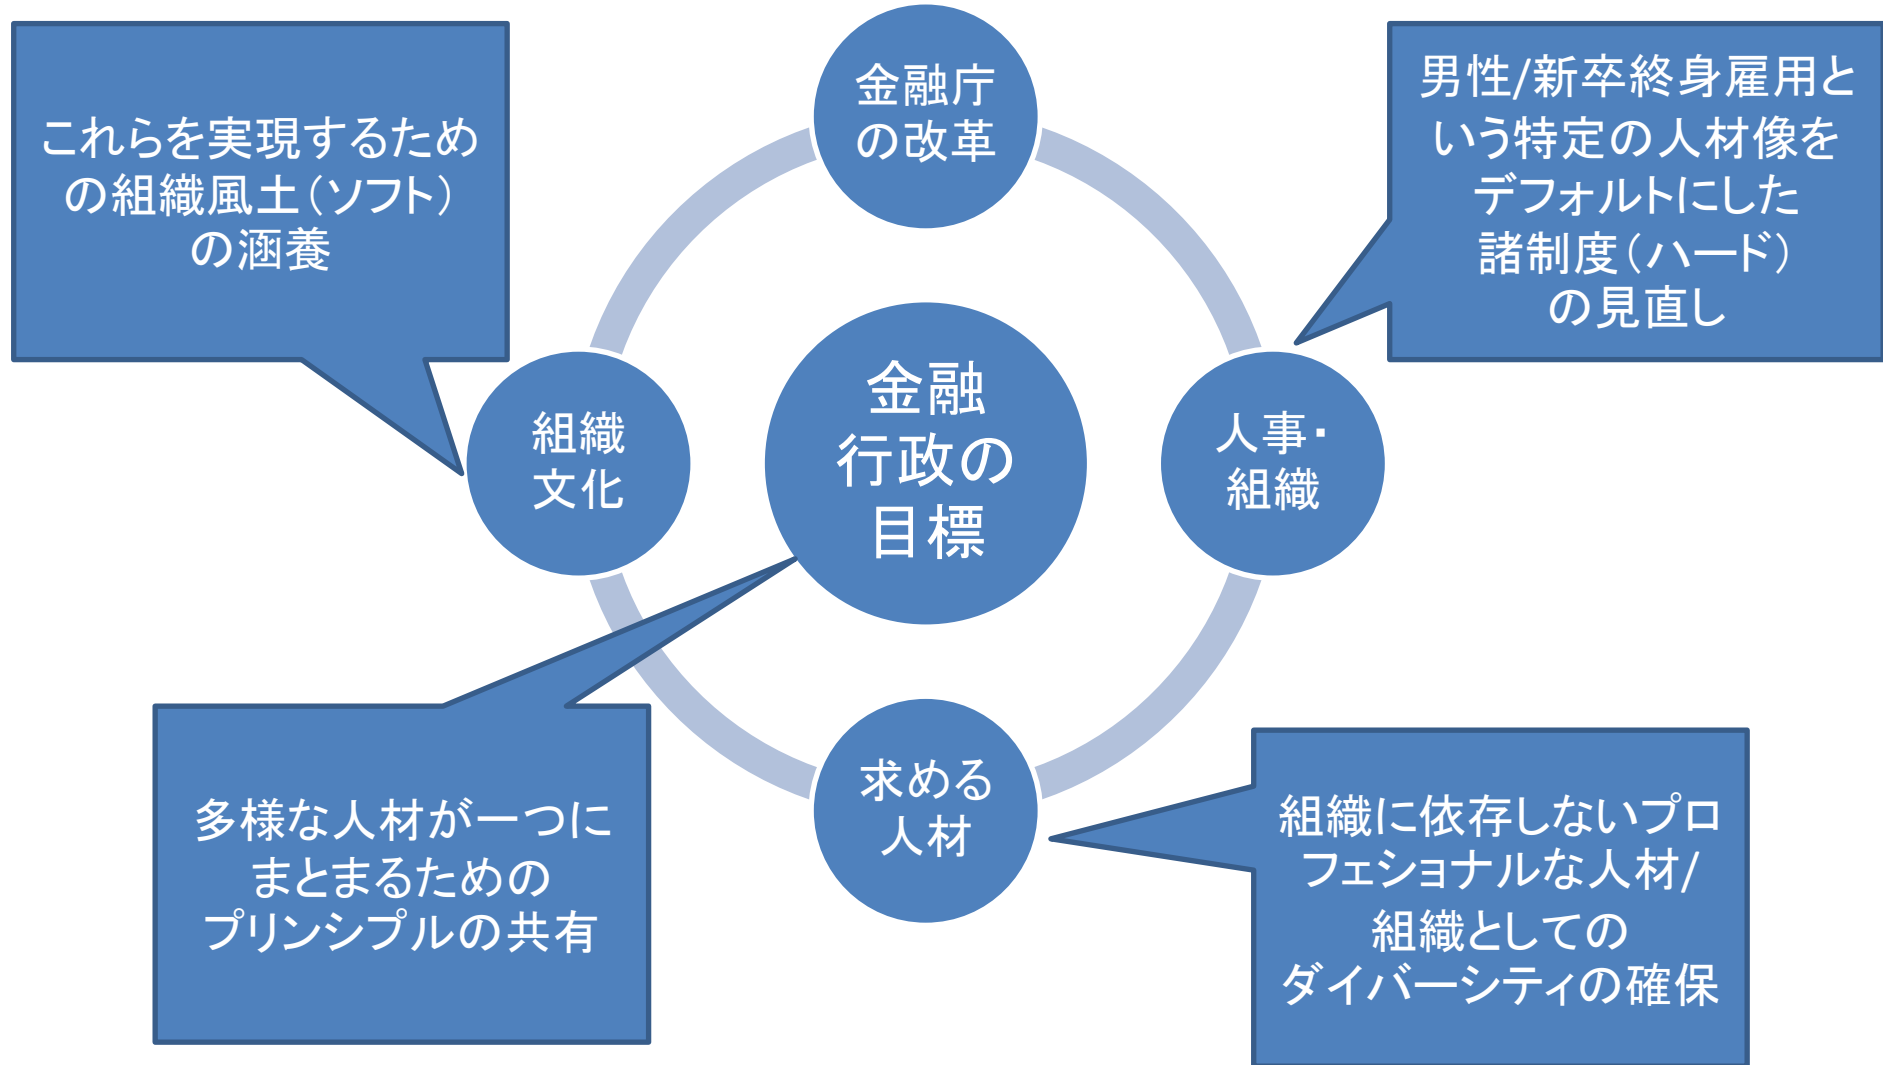 これらを実現するため
の組織風土（ソフト）
の涵養
金融庁
の改革
男性/新卒終身雇用と
いう特定の人材像を
デフォルトにした
諸制度（ハード）
の見直し
組織
文化
金融
行政の
目標
人事・
組織
多様な人材が一つに
まとまるための
プリンシプルの共有
求める
人材
組織に依存しないプロ
フェショナルな人材/
組織としての
ダイバーシティの確保